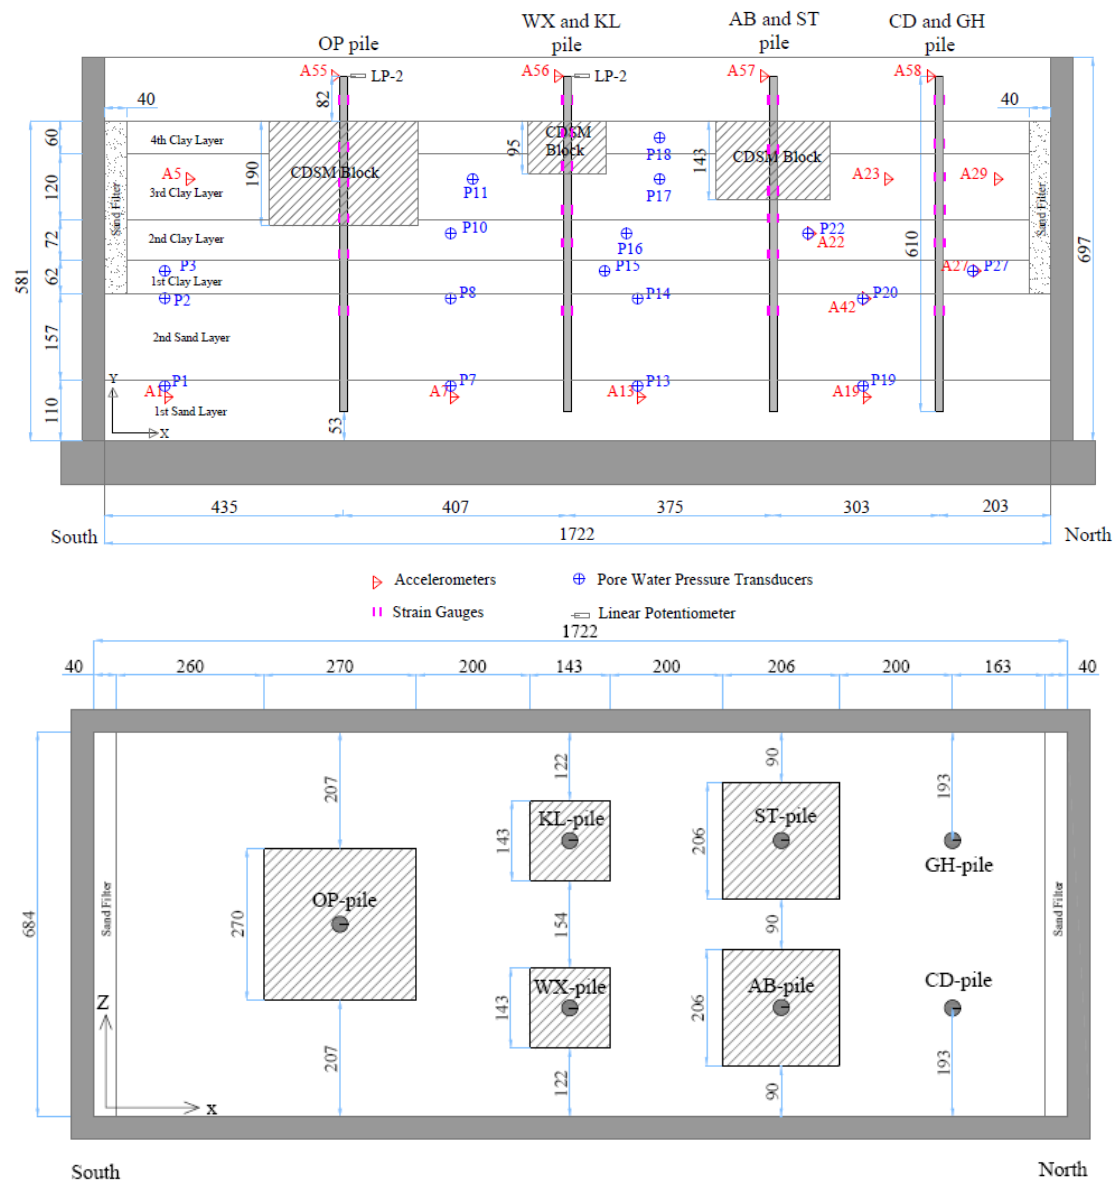 WX and KL
pile
AB and ST
pile
CD and GH
pile
OP pile
A55
LP-2
A56
LP-2
A57
A58
82
40
40
60
4th Clay Layer
CDSM
Block
95
P18
143
CDSM Block
190
CDSM Block
120
A5
3rd Clay Layer
P11
P17
A23
A29
Sand Filter
Sand Filter
72
2nd Clay Layer
P10
P16
P22
A22
610
697
581
62
P3
1st Clay Layer
P15
A27
P27
P2
P8
P14
P20
A42
157
2nd Sand Layer
P1
A1
P7
A7
P13
A13
P19
A19
110
Y
X
1st Sand Layer
53
435
407
375
303
203
South
1722
North
Accelerometers
Pore Water Pressure Transducers
Strain Gauges
Linear Potentiometer
1722
40
260
270
200
143
200
206
200
163
40
207
122
90
193
KL-pile
143
ST-pile
206
GH-pile
OP-pile
270
684
Sand Filter
Sand Filter
154
90
WX-pile
143
AB-pile
206
CD-pile
Z
x
207
122
90
193
South
North